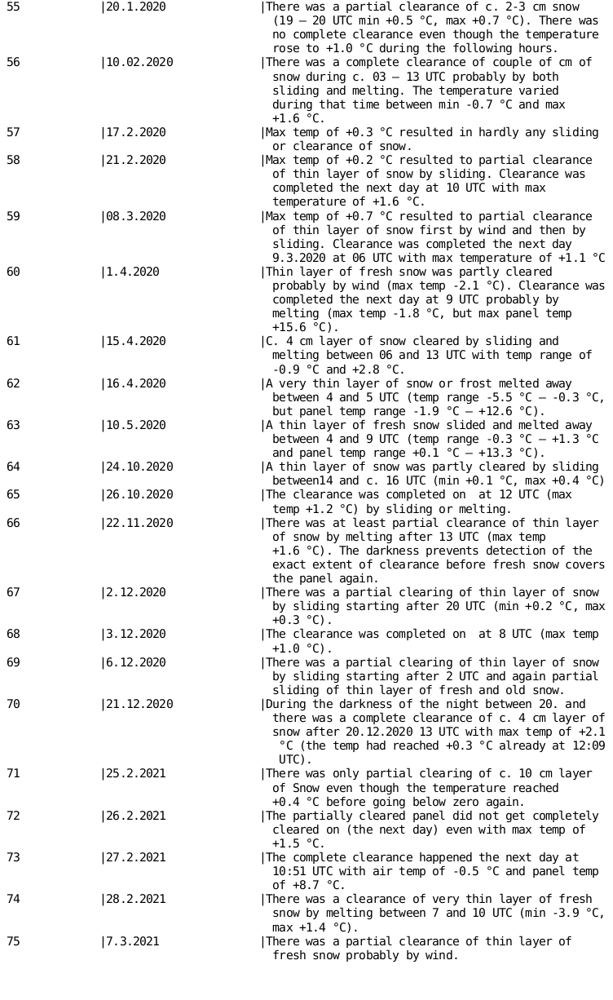 55 |20.1.2020 |There was a partial clearance of c. 2-3 cm snow
(19 – 20 UTC min +0.5 °C, max +0.7 °C). There was
no complete clearance even though the temperature
rose to +1.0 °C during the following hours.
56 |10.02.2020 |There was a complete clearance of couple of cm of
snow during c. 03 – 13 UTC probably by both
sliding and melting. The temperature varied
during that time between min -0.7 °C and max
+1.6 °C.
57 |17.2.2020 |Max temp of +0.3 °C resulted in hardly any sliding
or clearance of snow.
58 |21.2.2020 |Max temp of +0.2 °C resulted to partial clearance
of thin layer of snow by sliding. Clearance was
completed the next day at 10 UTC with max
temperature of +1.6 °C.
59 |08.3.2020 |Max temp of +0.7 °C resulted to partial clearance
of thin layer of snow first by wind and then by
sliding. Clearance was completed the next day
9.3.2020 at 06 UTC with max temperature of +1.1 °C
60 |1.4.2020 |Thin layer of fresh snow was partly cleared
probably by wind (max temp -2.1 °C). Clearance was
completed the next day at 9 UTC probably by
melting (max temp -1.8 °C, but max panel temp
+15.6 °C).
61 |15.4.2020 |C. 4 cm layer of snow cleared by sliding and
melting between 06 and 13 UTC with temp range of
-0.9 °C and +2.8 °C.
62 |16.4.2020 |A very thin layer of snow or frost melted away
between 4 and 5 UTC (temp range -5.5 °C – -0.3 °C,
but panel temp range -1.9 °C – +12.6 °C).
63 |10.5.2020 |A thin layer of fresh snow slided and melted away
between 4 and 9 UTC (temp range -0.3 °C – +1.3 °C
and panel temp range +0.1 °C – +13.3 °C).
64 |24.10.2020 |A thin layer of snow was partly cleared by sliding
between14 and c. 16 UTC (min +0.1 °C, max +0.4 °C)
65 |26.10.2020 |The clearance was completed on  at 12 UTC (max
temp +1.2 °C) by sliding or melting.
66 |22.11.2020 |There was at least partial clearance of thin layer
of snow by melting after 13 UTC (max temp
+1.6 °C). The darkness prevents detection of the
exact extent of clearance before fresh snow covers
the panel again.
67 |2.12.2020 |There was a partial clearing of thin layer of snow
by sliding starting after 20 UTC (min +0.2 °C, max
+0.3 °C).
68 |3.12.2020 |The clearance was completed on  at 8 UTC (max temp
+1.0 °C).
69 |6.12.2020 |There was a partial clearing of thin layer of snow
by sliding starting after 2 UTC and again partial
sliding of thin layer of fresh and old snow.
70 |21.12.2020 |During the darkness of the night between 20. and
there was a complete clearance of c. 4 cm layer of
snow after 20.12.2020 13 UTC with max temp of +2.1
°C (the temp had reached +0.3 °C already at 12:09
UTC).
71 |25.2.2021 |There was only partial clearing of c. 10 cm layer
of Snow even though the temperature reached
+0.4 °C before going below zero again.
72 |26.2.2021 |The partially cleared panel did not get completely
cleared on (the next day) even with max temp of
+1.5 °C.
73 |27.2.2021 |The complete clearance happened the next day at
10:51 UTC with air temp of -0.5 °C and panel temp
of +8.7 °C.
74 |28.2.2021 |There was a clearance of very thin layer of fresh
snow by melting between 7 and 10 UTC (min -3.9 °C,
max +1.4 °C).
75 |7.3.2021 |There was a partial clearance of thin layer of
fresh snow probably by wind.